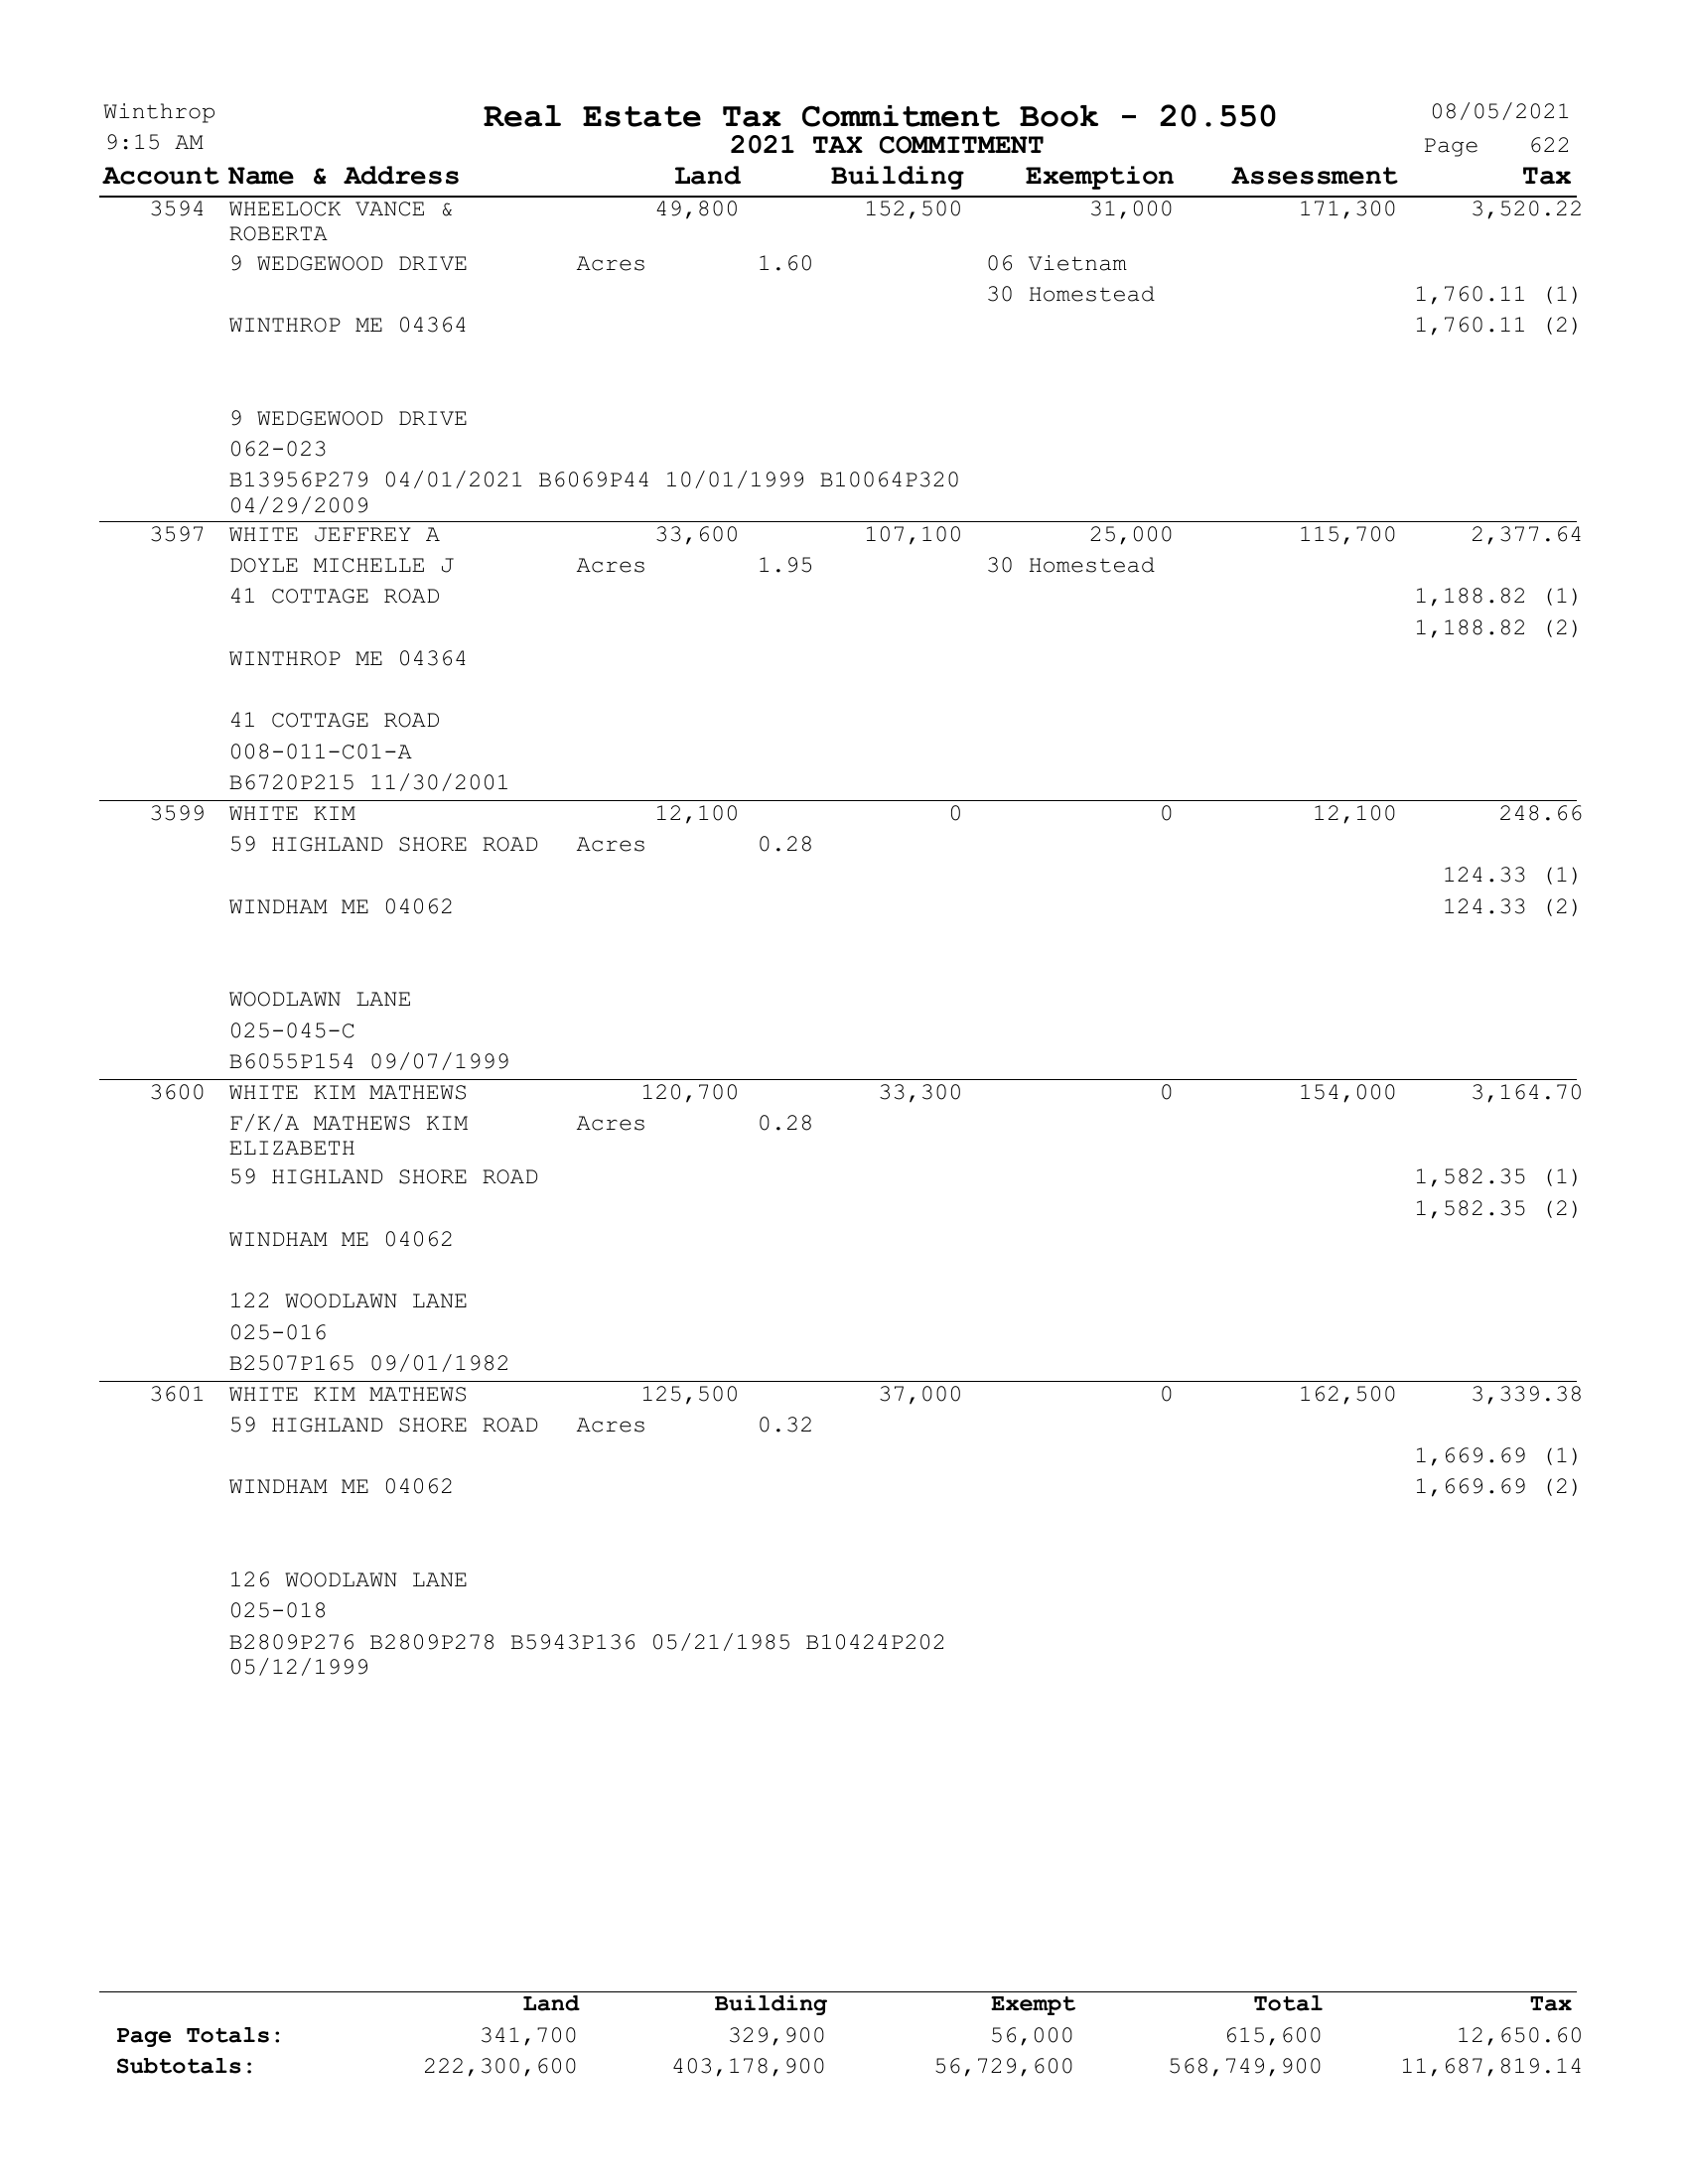 Winthrop Real Estate Tax Commitment Book - 20.550 08/05/2021
9:15 AM 2021 TAX COMMITMENT Page 622
Account Name & Address Land Building Exemption Assessment Tax
3594 WHEELOCK VANCE & 49,800 152,500 31,000 171,300 3,520.22
ROBERTA
9 WEDGEWOOD DRIVE Acres 1.60 06 Vietnam
30 Homestead 1,760.11 (1)
WINTHROP ME 04364 1,760.11 (2)
9 WEDGEWOOD DRIVE
062-023
B13956P279 04/01/2021 B6069P44 10/01/1999 B10064P320
04/29/2009
3597 WHITE JEFFREY A 33,600 107,100 25,000 115,700 2,377.64
DOYLE MICHELLE J Acres 1.95 30 Homestead
41 COTTAGE ROAD 1,188.82 (1)
1,188.82 (2)
WINTHROP ME 04364
41 COTTAGE ROAD
008-011-C01-A
B6720P215 11/30/2001
3599 WHITE KIM 12,100 0 0 12,100 248.66
59 HIGHLAND SHORE ROAD Acres 0.28
124.33 (1)
WINDHAM ME 04062 124.33 (2)
WOODLAWN LANE
025-045-C
B6055P154 09/07/1999
3600 WHITE KIM MATHEWS 120,700 33,300 0 154,000 3,164.70
F/K/A MATHEWS KIM Acres 0.28
ELIZABETH
59 HIGHLAND SHORE ROAD 1,582.35 (1)
1,582.35 (2)
WINDHAM ME 04062
122 WOODLAWN LANE
025-016
B2507P165 09/01/1982
3601 WHITE KIM MATHEWS 125,500 37,000 0 162,500 3,339.38
59 HIGHLAND SHORE ROAD Acres 0.32
1,669.69 (1)
WINDHAM ME 04062 1,669.69 (2)
126 WOODLAWN LANE
025-018
B2809P276 B2809P278 B5943P136 05/21/1985 B10424P202
05/12/1999
Land Building Exempt Total Tax
Page Totals: 341,700 329,900 56,000 615,600 12,650.60
Subtotals: 222,300,600 403,178,900 56,729,600 568,749,900 11,687,819.14